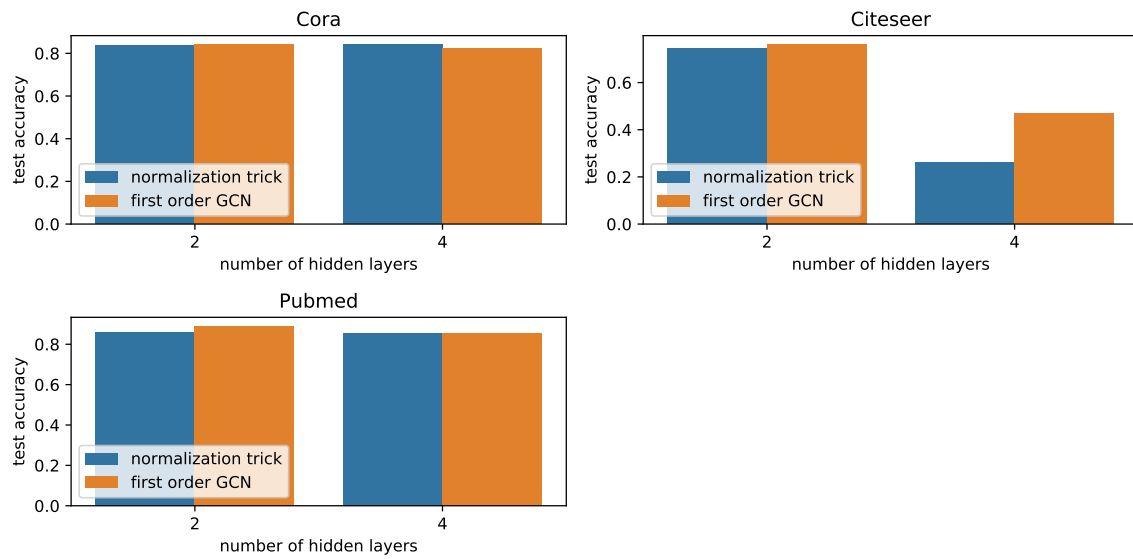 Cora
0.8
0.6
0.4
0.2
0.0
test accuracy
normalization trick
first order GCN
2
4
number of hidden layers
Citeseer
0.6
0.4
0.2
0.0
test accuracy
normalization trick
first order GCN
2
4
number of hidden layers
Pubmed
0.8
0.6
0.4
0.2
0.0
test accuracy
normalization trick
first order GCN
2
4
number of hidden layers